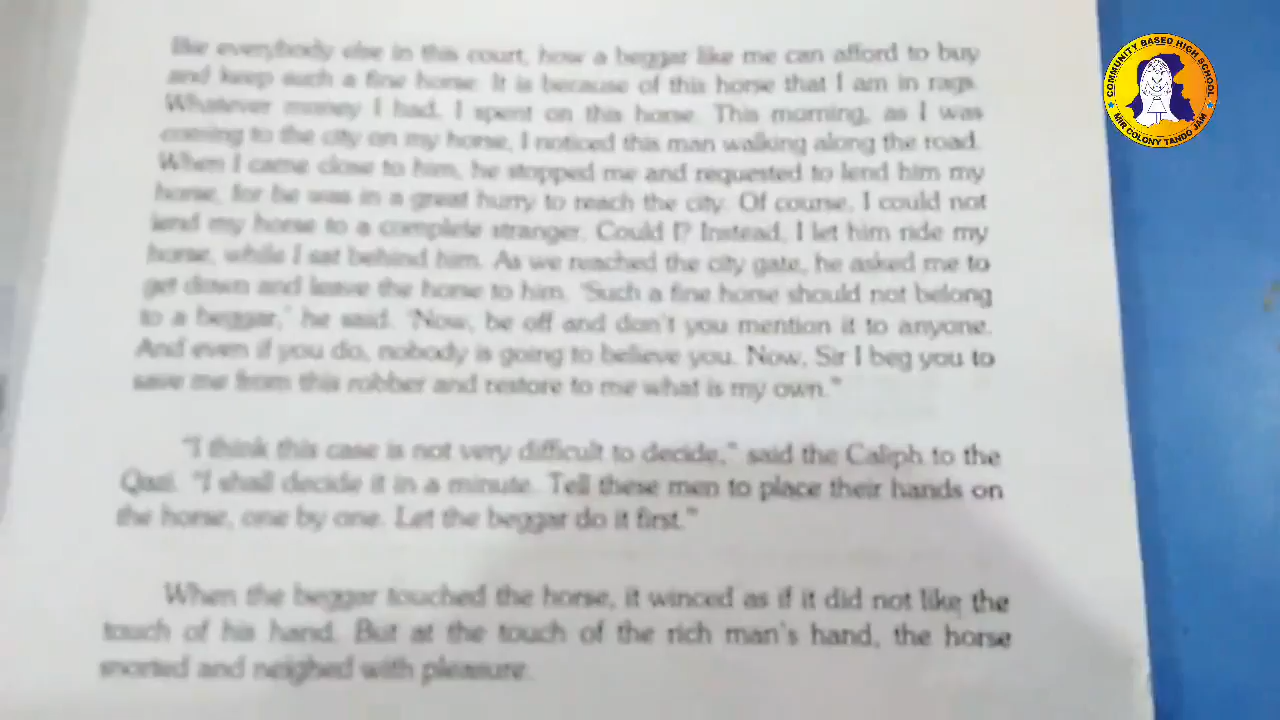 like everybody else in this court, how a beggar like me can afford to buy
and keep such a fine horse. It is because of this horse that I am in rags.
Whatever money I had, I spent on this horse. This morning, as I was
coming to the city on my horse, I noticed this man walking along the road.
When I came close to him, he stopped me and requested to lend him my
horse, for he was in a great hurry to reach the city. Of course, I could not
lend my horse to a complete stranger. Could I? Instead, I let him ride my
horse, while I sat behind him. As we reached the city gate, he asked me to
get down and leave the horse to him. 'Such a fine horse should not belong
to a beggar,' he said. 'Now, be off and don't you mention it to anyone.
And even if you do, nobody is going to believe you. Now, Sir I beg you to
save me from this robber and restore to me what is my own."
"I think this case is not very difficult to decide," said the Caliph to the
Qazi. "I shall decide it in a minute. Tell these men to place their hands on
the horse, one by one. Let the beggar do it first."
When the beggar touched the horse, it winced as if it did not like the
touch of his hand. But at the touch of the rich man's hand, the horse
snorted and neighed with pleasure.
COMMUNITY BASED HIGH SCHOOL
MIR COLONY TANDO JAM